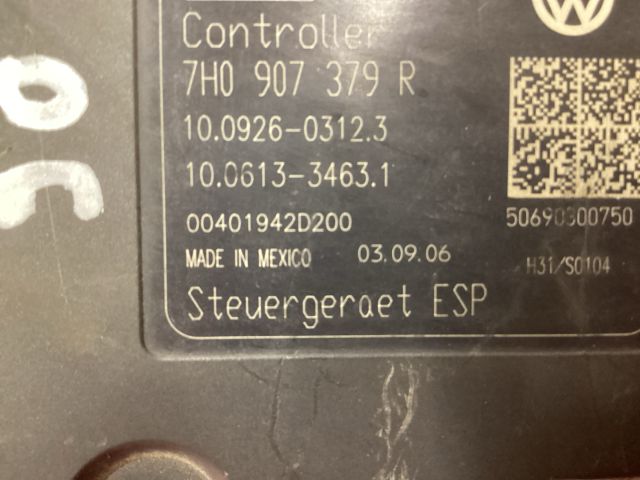 Controller
7H0 907 379 R
10.0926-0312.3
10.0613-3463.1
00401942D200
50690300750
MADE IN MEXICO 03.09.06
H31/S0104
Steuergeraet ESP